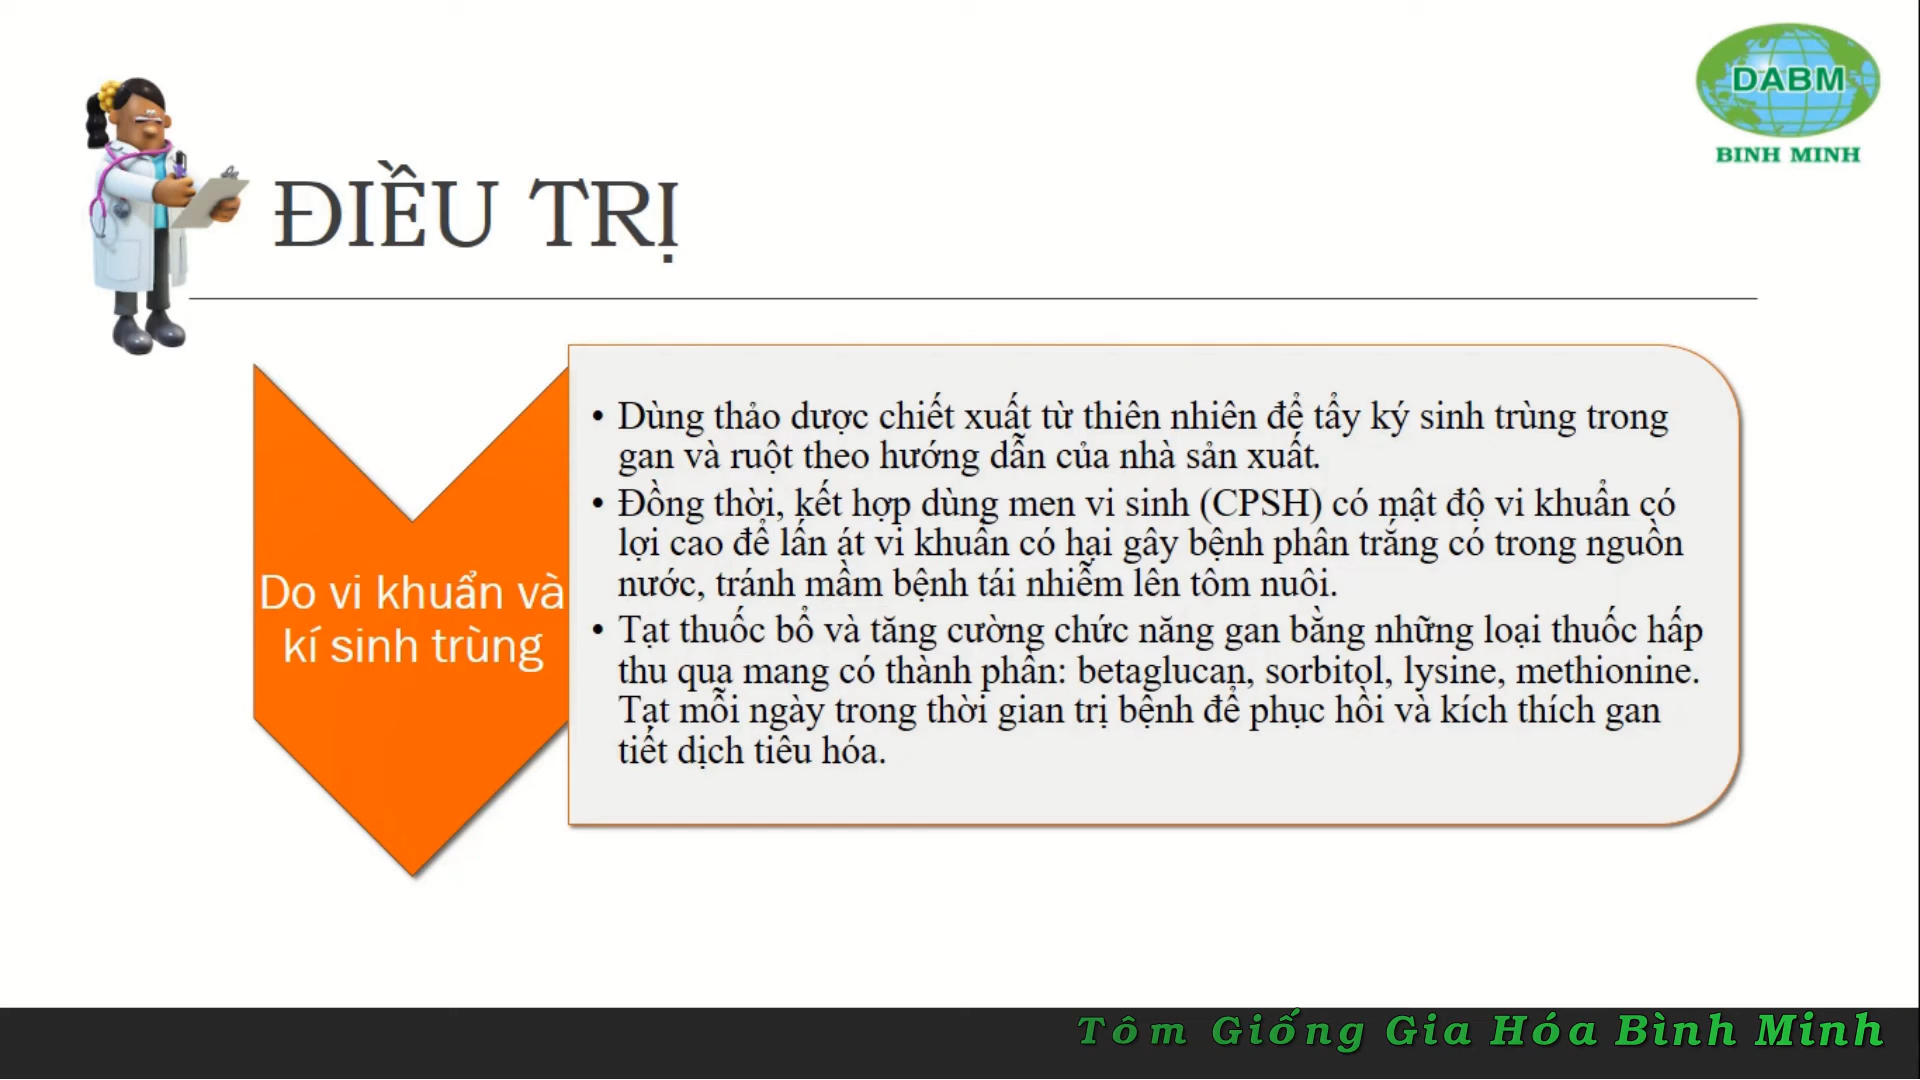 DABM
BINH MINH
ĐIỀU TRỊ
Do vi khuẩn và
kí sinh trùng
• Dùng thảo dược chiết xuất từ thiên nhiên để tẩy ký sinh trùng trong
gan và ruột theo hướng dẫn của nhà sản xuất.
• Đồng thời, kết hợp dùng men vi sinh (CPSH) có mật độ vi khuẩn có
lợi cao để lấn át vi khuẩn có hại gây bệnh phân trắng có trong nguồn
nước, tránh mầm bệnh tái nhiễm lên tôm nuôi.
• Tạt thuốc bổ và tăng cường chức năng gan bằng những loại thuốc hấp
thu qua mang có thành phần: betaglucan, sorbitol, lysine, methionine.
Tạt mỗi ngày trong thời gian trị bệnh để phục hồi và kích thích gan
tiết dịch tiêu hóa.
Tôm Giống Gia Hóa Bình Minh